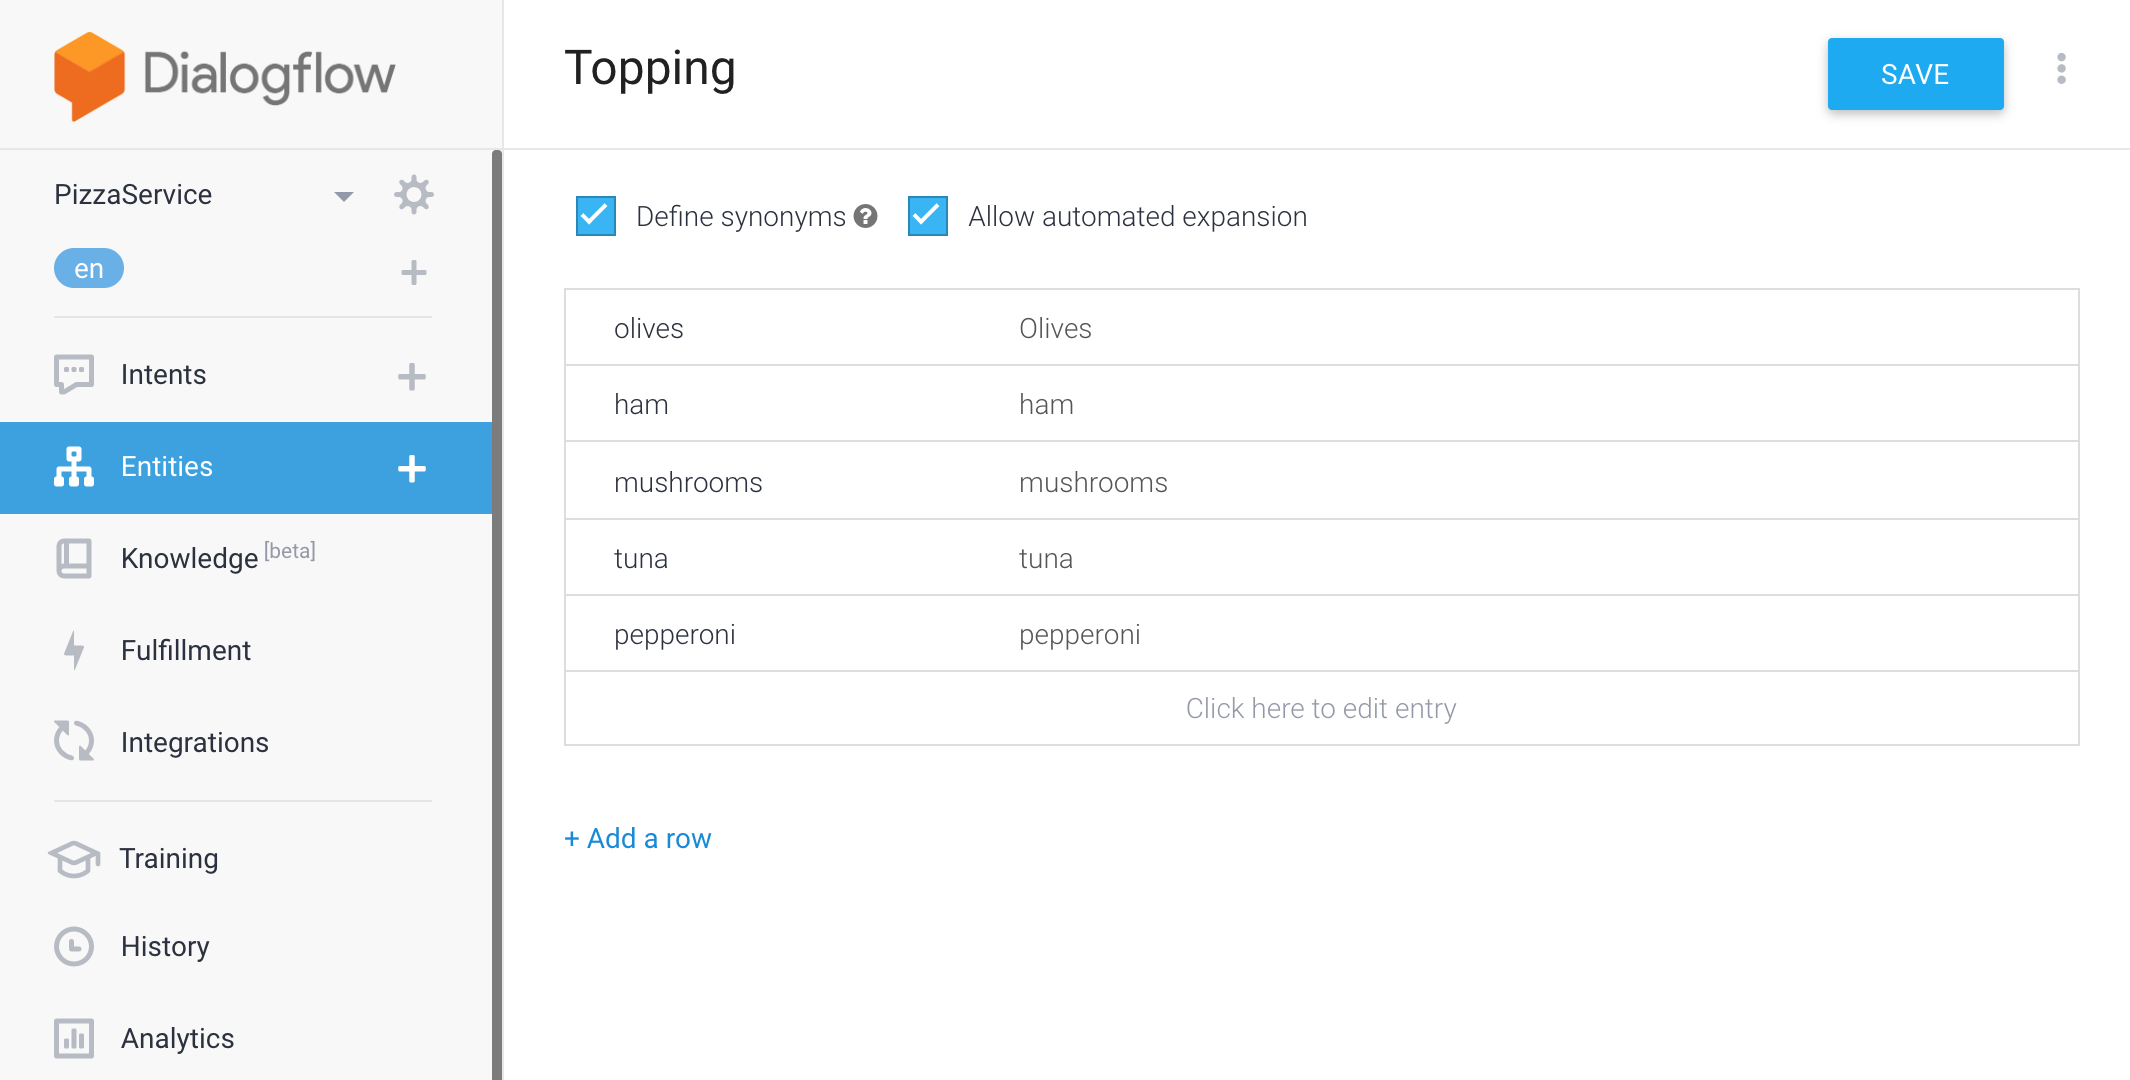 Dialogflow
PizzaService
en
Intents
Entities
Knowledge [beta]
Fulfillment
Integrations
Training
History
Analytics
Topping
SAVE
Define synonyms ? Allow automated expansion
olives Olives
ham ham
mushrooms mushrooms
tuna tuna
pepperoni pepperoni
Click here to edit entry
+ Add a row